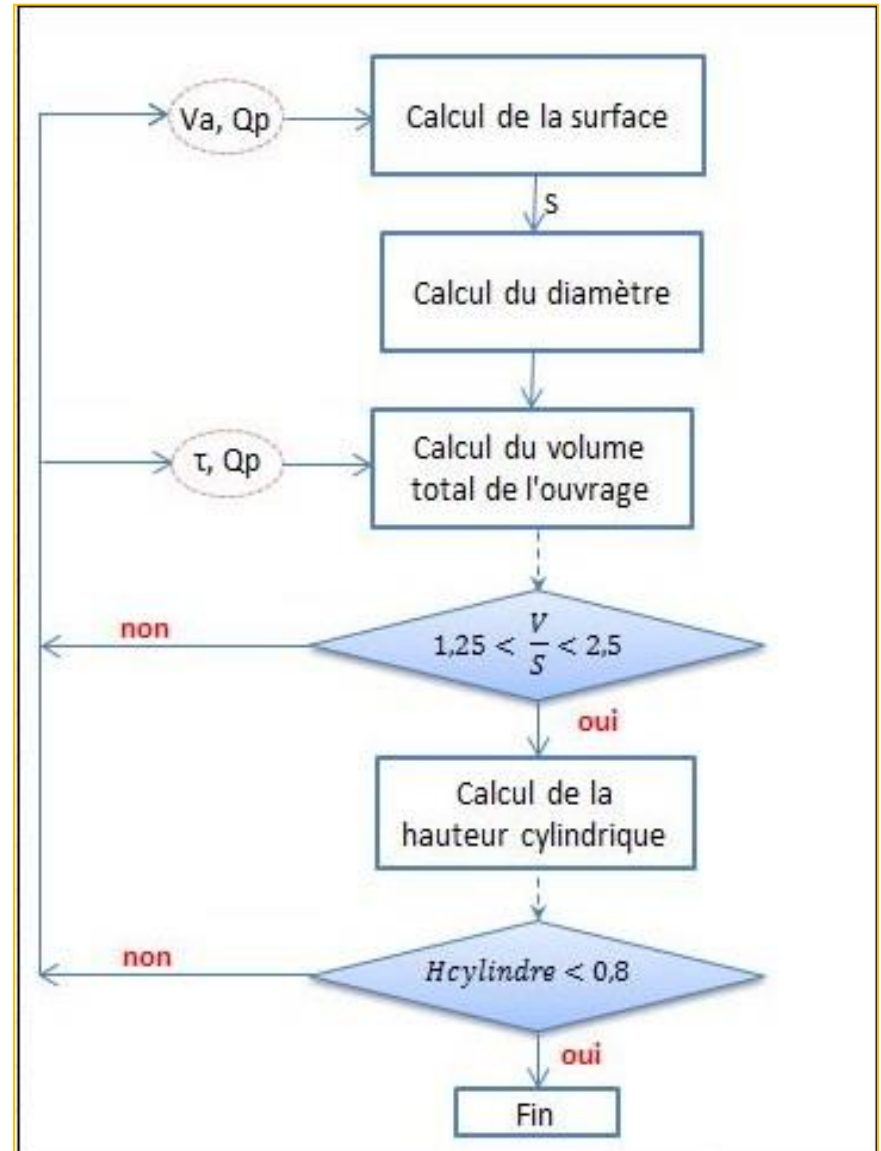 Va, Qp
Calcul de la surface
S
Calcul du diamètre
τ, Qp
Calcul du volume
total de l'ouvrage
non
1,25 < V/S < 2,5
oui
Calcul de la
hauteur cylindrique
non
Hcylindre < 0,8
oui
Fin